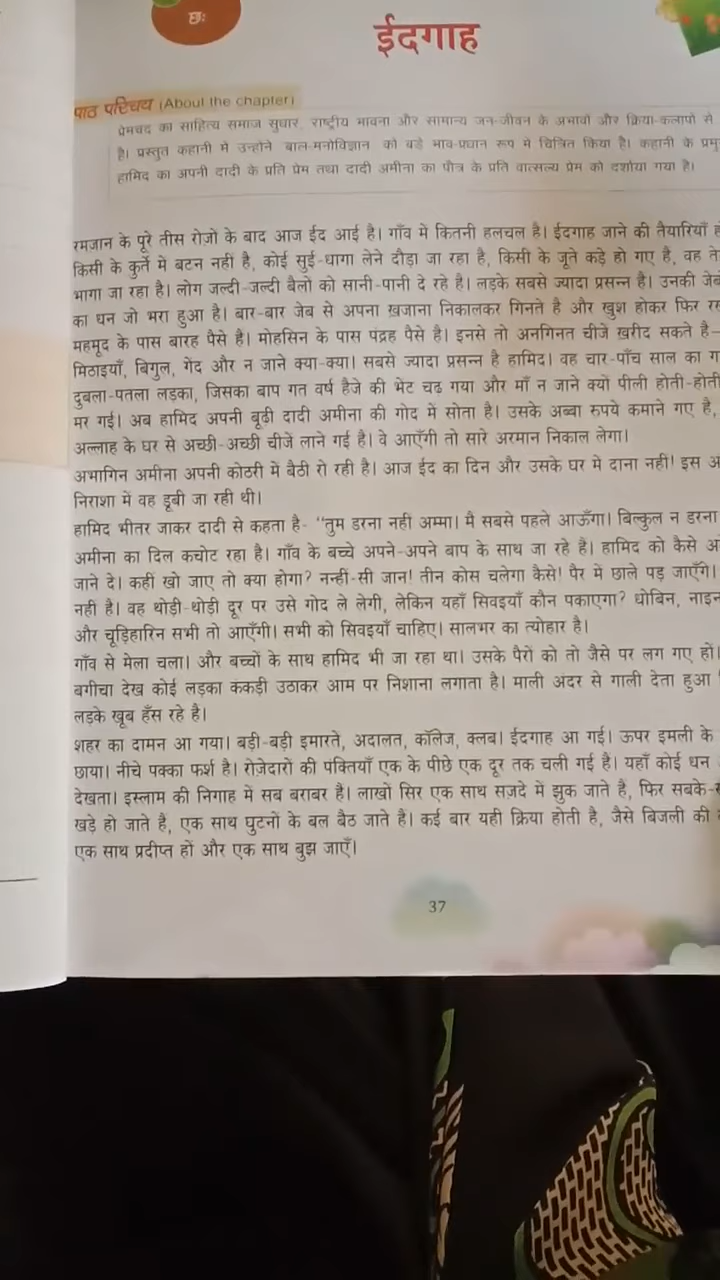 छः
ईदगाह
पाठ परिचय (About the chapter)
प्रेमचंद का साहित्य समाज सुधार, राष्ट्रीय भावना और सामान्य जन-जीवन के अभावों और क्रिया-कलापों से
है। प्रस्तुत कहानी में उन्होंने बाल-मनोविज्ञान को बड़े भाव-प्रधान रूप में चित्रित किया है। कहानी के
हामिद का अपनी दादी के प्रति प्रेम तथा दादी अमीना का पौत्र के प्रति वात्सल्य प्रेम को दर्शाया गया है।
रमजान के पूरे तीस रोज़ों के बाद आज ईद आई है। गाँव में कितनी हलचल है। ईदगाह जाने की तैयारियाँ
किसी के कुर्ते में बटन नहीं है, कोई सुई-धागा लेने दौड़ा जा रहा है, किसी के जूते कड़े हो गए हैं, वह
भागा जा रहा है। लोग जल्दी-जल्दी बैलों को सानी-पानी दे रहे हैं। लड़के सबसे ज्यादा प्रसन्न हैं। उनकी
का धन जो भरा हुआ है। बार-बार जेब से अपना ख़जाना निकालकर गिनते हैं और खुश होकर फिर
महमूद के पास बारह पैसे हैं। मोहसिन के पास पंद्रह पैसे हैं। इनसे तो अनगिनत चीजें ख़रीद सकते हैं–
मिठाइयाँ, बिगुल, गेंद और न जाने क्या-क्या। सबसे ज्यादा प्रसन्न है हामिद। वह चार-पाँच साल का
दुबला-पतला लड़का, जिसका बाप गत वर्ष हैजे की भेंट चढ़ गया और माँ न जाने क्यों पीली होती-होती
मर गई। अब हामिद अपनी बूढ़ी दादी अमीना की गोद में सोता है। उसके अब्बा रुपये कमाने गए हैं,
अल्लाह के घर से अच्छी-अच्छी चीजें लाने गई है। वे आएँगी तो सारे अरमान निकाल लेगा।
अभागिन अमीना अपनी कोठरी में बैठी रो रही है। आज ईद का दिन और उसके घर में दाना नहीं! इस
निराशा में वह डूबी जा रही थी।
हामिद भीतर जाकर दादी से कहता है- "तुम डरना नहीं अम्मा। मैं सबसे पहले आऊँगा। बिल्कुल न डरना
अमीना का दिल कचोट रहा है। गाँव के बच्चे अपने-अपने बाप के साथ जा रहे हैं। हामिद को कैसे
जाने दे। कहीं खो जाए तो क्या होगा? नन्हीं-सी जान! तीन कोस चलेगा कैसे! पैर में छाले पड़ जाएँगे।
नहीं है। वह थोड़ी-थोड़ी दूर पर उसे गोद ले लेगी, लेकिन यहाँ सिवइयाँ कौन पकाएगा? धोबिन, नाइन
और चूड़िहारिन सभी तो आएँगी। सभी को सिवइयाँ चाहिए। सालभर का त्योहार है।
गाँव से मेला चला। और बच्चों के साथ हामिद भी जा रहा था। उसके पैरों को तो जैसे पर लग गए हों।
बगीचा देख कोई लड़का कंकड़ी उठाकर आम पर निशाना लगाता है। माली अंदर से गाली देता हुआ
लड़के खूब हँस रहे हैं।
शहर का दामन आ गया। बड़ी-बड़ी इमारतें, अदालत, कॉलेज, क्लब। ईदगाह आ गई। ऊपर इमली के
छाया। नीचे पक्का फर्श है। रोज़ेदारों की पंक्तियाँ एक के पीछे एक दूर तक चली गई हैं। यहाँ कोई धन
देखता। इस्लाम की निगाह में सब बराबर हैं। लाखों सिर एक साथ सज़दे में झुक जाते हैं, फिर सबके-
खड़े हो जाते हैं, एक साथ घुटनों के बल बैठ जाते हैं। कई बार यही क्रिया होती है, जैसे बिजली की
एक साथ प्रदीप्त हों और एक साथ बुझ जाएँ।
37